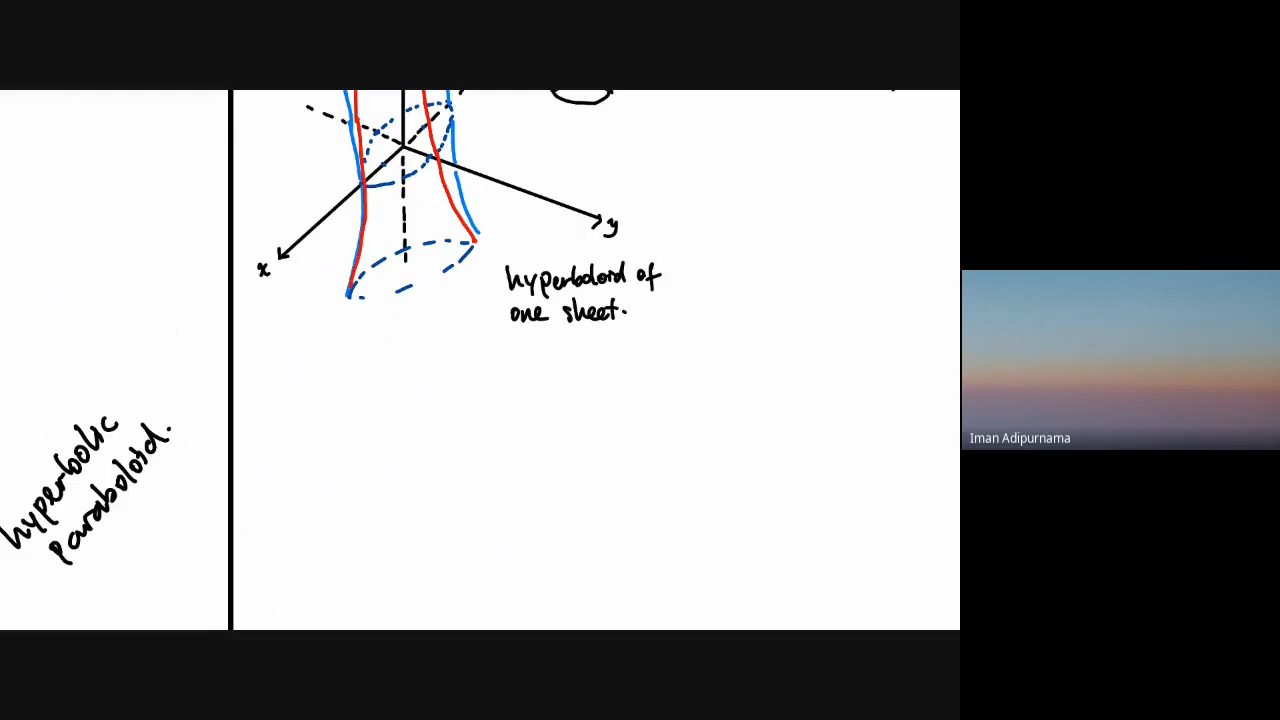 hyperbolic
paraboloid.
x
y
hyperboloid of
one sheet.
Iman Adipurnama